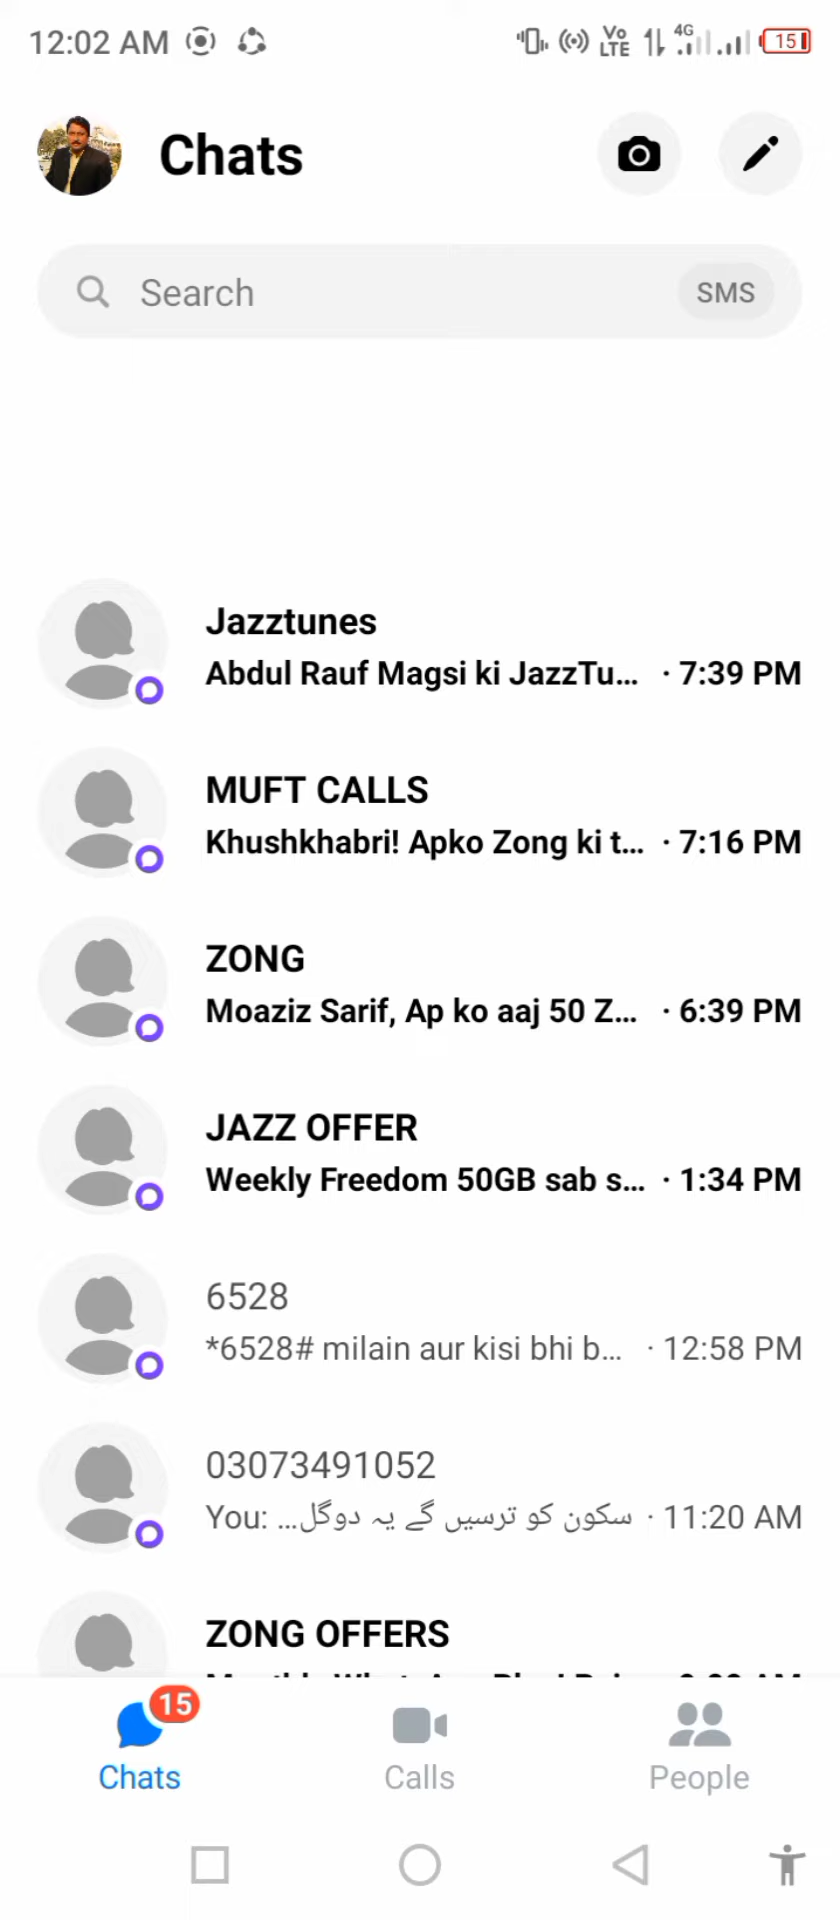 12:02 AM Vo LTE 4G 15
Chats
Search SMS
Jazztunes
Abdul Rauf Magsi ki JazzTu... · 7:39 PM
MUFT CALLS
Khushkhabri! Apko Zong ki t... · 7:16 PM
ZONG
Moaziz Sarif, Ap ko aaj 50 Z... · 6:39 PM
JAZZ OFFER
Weekly Freedom 50GB sab s... · 1:34 PM
6528
*6528# milain aur kisi bhi b... · 12:58 PM
03073491052
You: سکون کو ترسیں گے یہ دوگل... · 11:20 AM
ZONG OFFERS
15
Chats Calls People